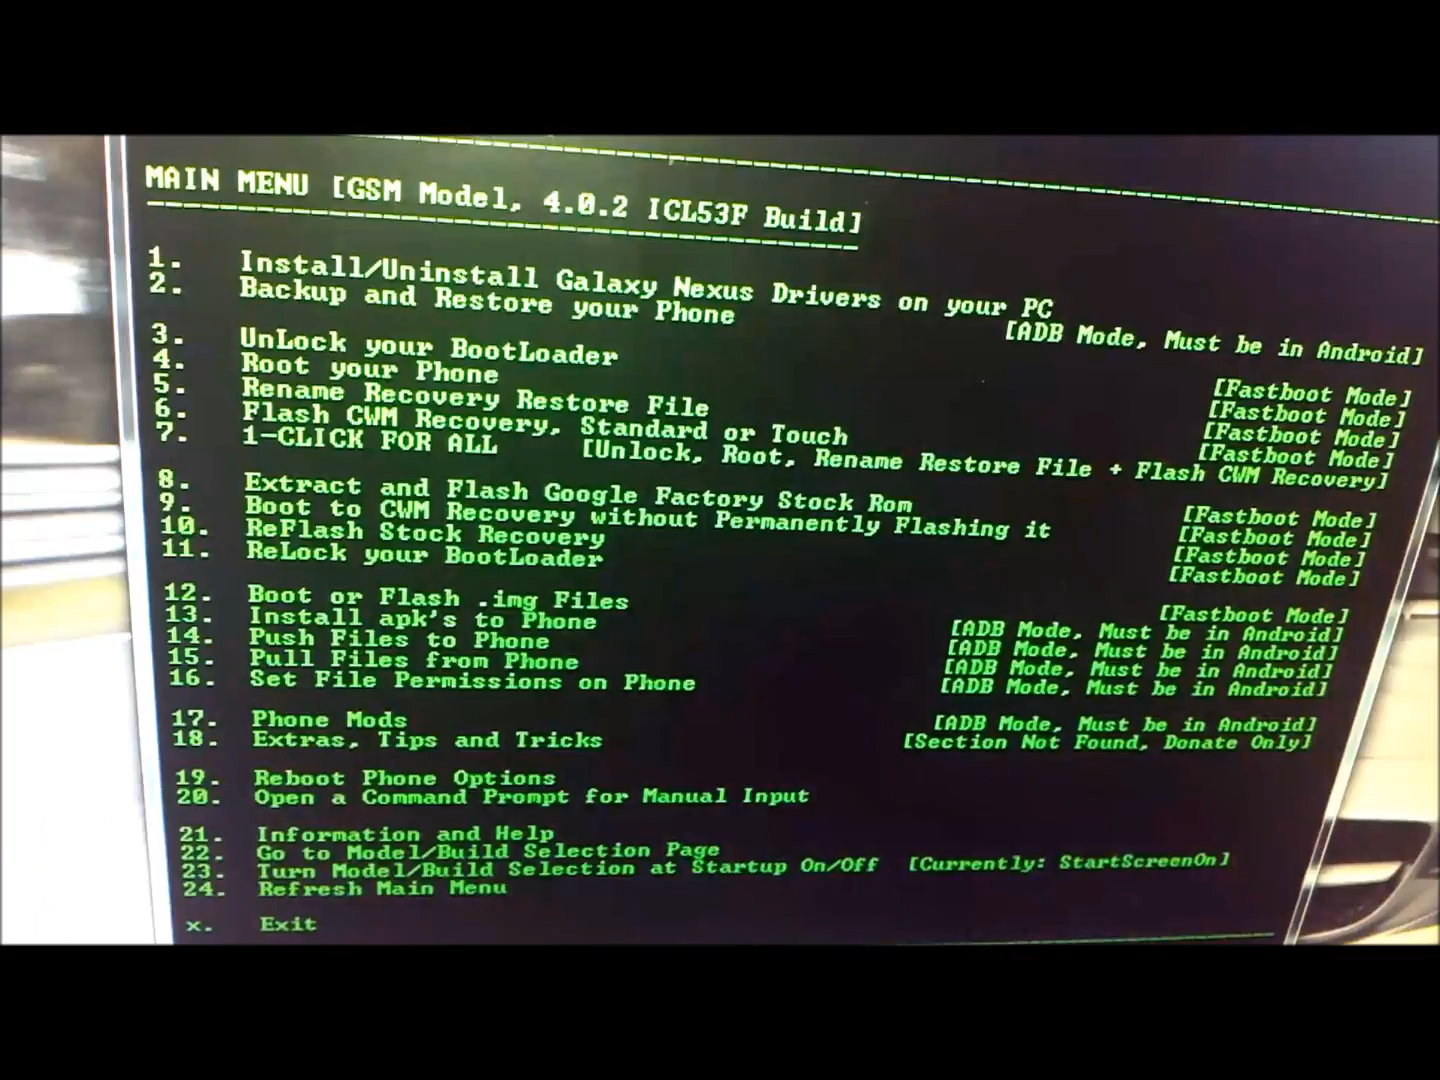 MAIN MENU [GSM Model, 4.0.2 ICL53F Build]
1. Install/Uninstall Galaxy Nexus Drivers on your PC
2. Backup and Restore your Phone [ADB Mode, Must be in Android]
3. UnLock your BootLoader [Fastboot Mode]
4. Root your Phone [Fastboot Mode]
5. Rename Recovery Restore File [Fastboot Mode]
6. Flash CWM Recovery, Standard or Touch [Fastboot Mode]
7. 1-CLICK FOR ALL [Unlock, Root, Rename Restore File + Flash CWM Recovery]
8. Extract and Flash Google Factory Stock Rom [Fastboot Mode]
9. Boot to CWM Recovery without Permanently Flashing it [Fastboot Mode]
10. ReFlash Stock Recovery [Fastboot Mode]
11. ReLock your BootLoader [Fastboot Mode]
12. Boot or Flash .img Files [Fastboot Mode]
13. Install apk's to Phone [ADB Mode, Must be in Android]
14. Push Files to Phone [ADB Mode, Must be in Android]
15. Pull Files from Phone [ADB Mode, Must be in Android]
16. Set File Permissions on Phone [ADB Mode, Must be in Android]
17. Phone Mods [ADB Mode, Must be in Android]
18. Extras, Tips and Tricks [Section Not Found, Donate Only]
19. Reboot Phone Options
20. Open a Command Prompt for Manual Input
21. Information and Help
22. Go to Model/Build Selection Page
23. Turn Model/Build Selection at Startup On/Off [Currently: StartScreenOn]
24. Refresh Main Menu
x. Exit